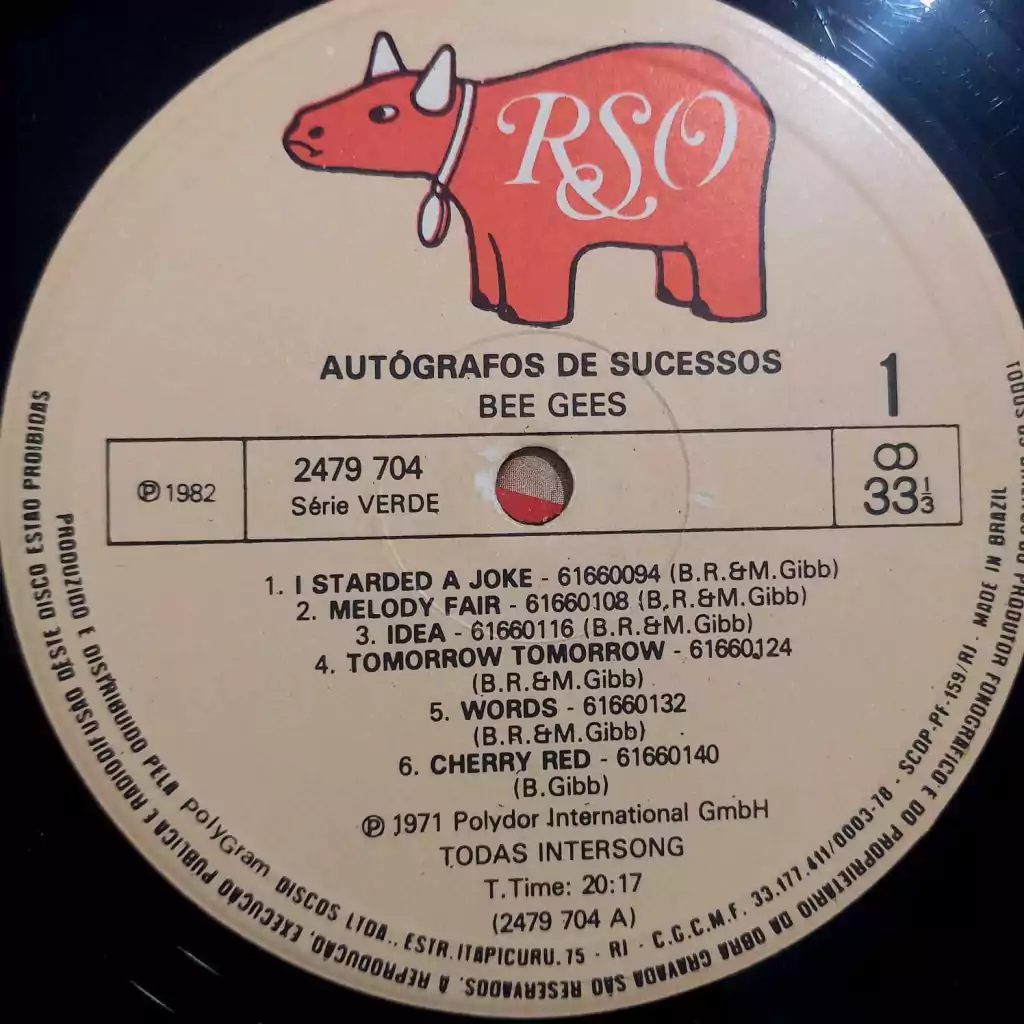 RSO
AUTÓGRAFOS DE SUCESSOS
BEE GEES
1
℗ 1982
2479 704
Série VERDE
33 1/3
1. I STARDED A JOKE - 61660094 (B.R.&M.Gibb)
2. MELODY FAIR - 61660108 (B.R.&M.Gibb)
3. IDEA - 61660116 (B.R.&M.Gibb)
4. TOMORROW TOMORROW - 61660124
(B.R.&M.Gibb)
5. WORDS - 61660132
(B.R.&M.Gibb)
6. CHERRY RED - 61660140
(B.Gibb)
℗ 1971 Polydor International GmbH
TODAS INTERSONG
T.Time: 20:17
(2479 704 A)
PRODUZIDO E DISTRIBUIDO PELA PolyGram DISCOS LTDA., ESTR. ITAPICURU, 75 - RJ - C.G.C.M.F. 33.177.411/0003-78 - SCDP-PF-159/RJ - MADE IN BRAZIL
TODOS OS DO PRODUTOR FONOGRÁFICO E DO PROPRIETÁRIO DA OBRA GRAVADA SÃO RESERVADOS. A REPRODUÇÃO, EXECUÇÃO PÚBLICA E RADIODIFUSÃO DESTE DISCO ESTÃO PROIBIDAS